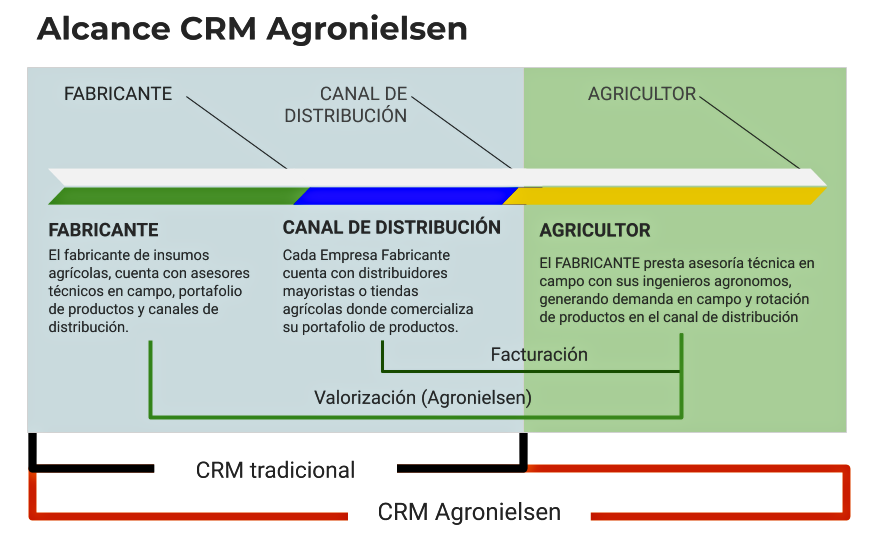 Alcance CRM Agronielsen
FABRICANTE
CANAL DE
DISTRIBUCIÓN
AGRICULTOR
FABRICANTE
El fabricante de insumos
agrícolas, cuenta con asesores
técnicos en campo, portafolio
de productos y canales de
distribución.
CANAL DE DISTRIBUCIÓN
Cada Empresa Fabricante
cuenta con distribuidores
mayoristas o tiendas
agrícolas donde comercializa
su portafolio de productos.
AGRICULTOR
El FABRICANTE presta asesoría técnica en
campo con sus ingenieros agronomos,
generando demanda en campo y rotación
de productos en el canal de distribución
Facturación
Valorización (Agronielsen)
CRM tradicional
CRM Agronielsen